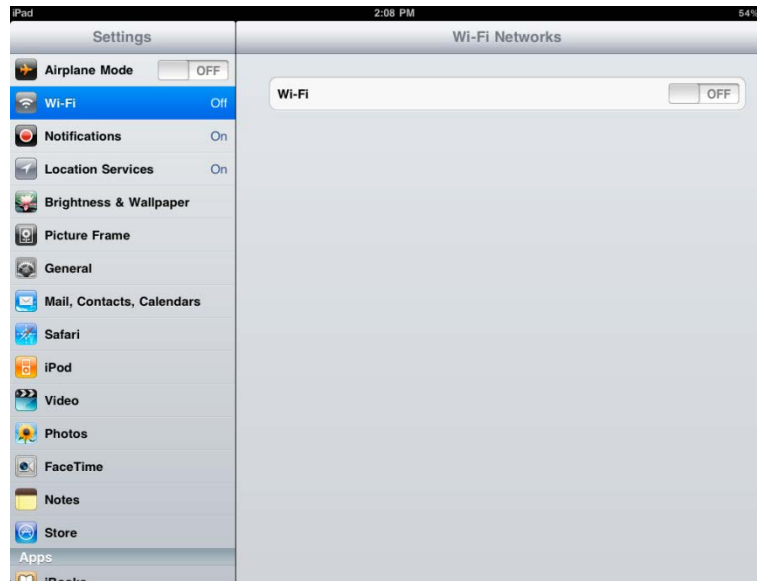 iPad 2:08 PM 54%
Settings
Wi-Fi Networks
Airplane Mode OFF
Wi-Fi Off
Wi-Fi OFF
Notifications On
Location Services On
Brightness & Wallpaper
Picture Frame
General
Mail, Contacts, Calendars
Safari
iPod
Video
Photos
FaceTime
Notes
Store
Apps
iBooks